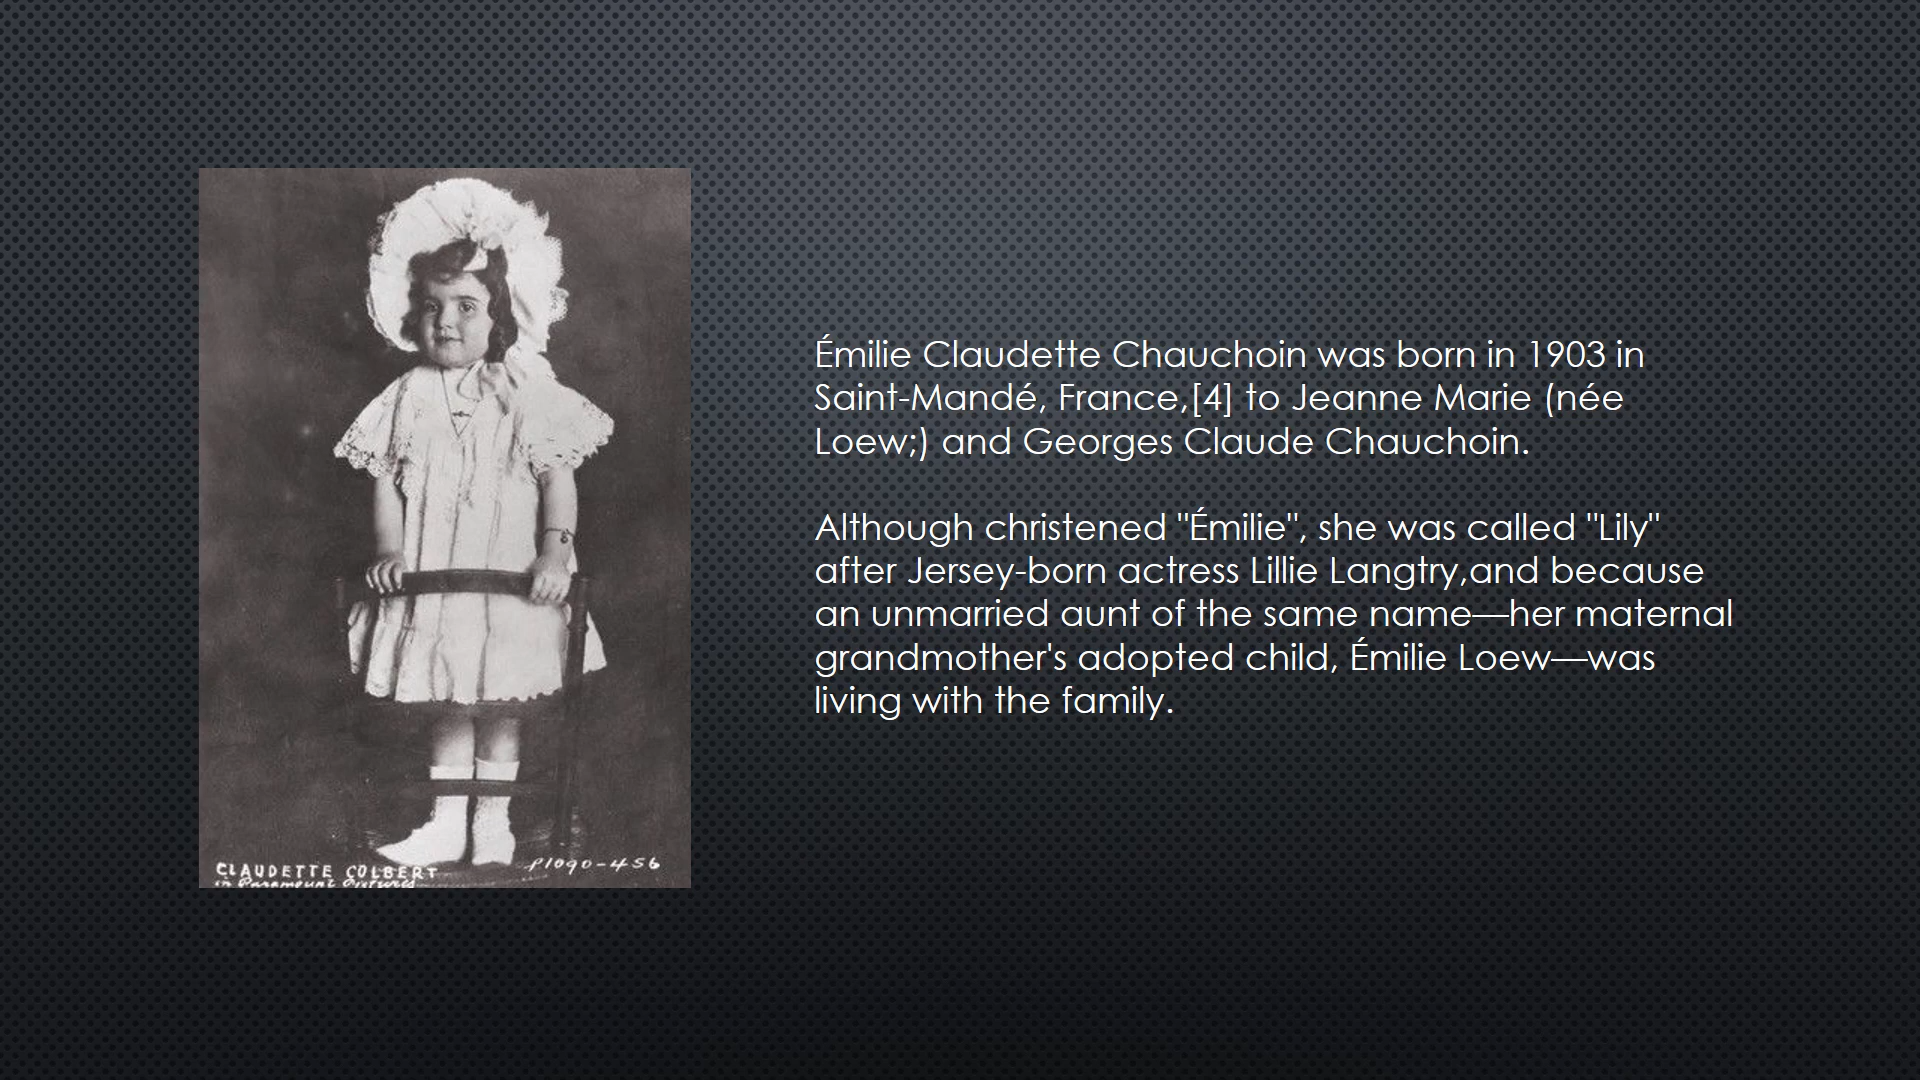 Émilie Claudette Chauchoin was born in 1903 in
Saint-Mandé, France,[4] to Jeanne Marie (née
Loew;) and Georges Claude Chauchoin.
Although christened "Émilie", she was called "Lily"
after Jersey-born actress Lillie Langtry,and because
an unmarried aunt of the same name—her maternal
grandmother's adopted child, Émilie Loew—was
living with the family.
CLAUDETTE COLBERT
in Paramount Pictures
P1090-456